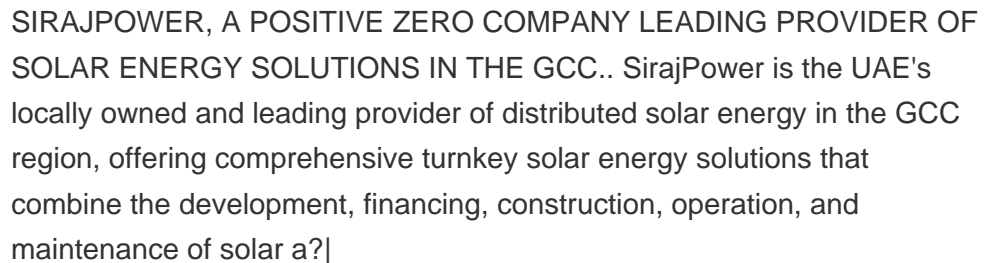 SIRAJPOWER, A POSITIVE ZERO COMPANY LEADING PROVIDER OF
SOLAR ENERGY SOLUTIONS IN THE GCC.. SirajPower is the UAE's
locally owned and leading provider of distributed solar energy in the GCC
region, offering comprehensive turnkey solar energy solutions that
combine the development, financing, construction, operation, and
maintenance of solar a?|